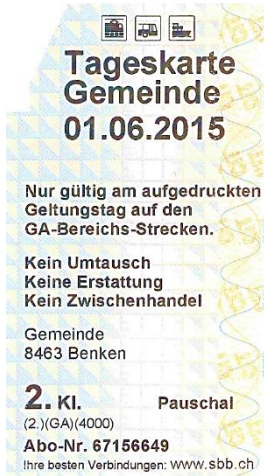 Tageskarte
Gemeinde
01.06.2015
Nur gültig am aufgedruckten
Geltungstag auf den
GA-Bereichs-Strecken.
Kein Umtausch
Keine Erstattung
Kein Zwischenhandel
Gemeinde
8463 Benken
2. Kl. Pauschal
(2.)(GA)(4000)
Abo-Nr. 67156649
Ihre besten Verbindungen: www.sbb.ch